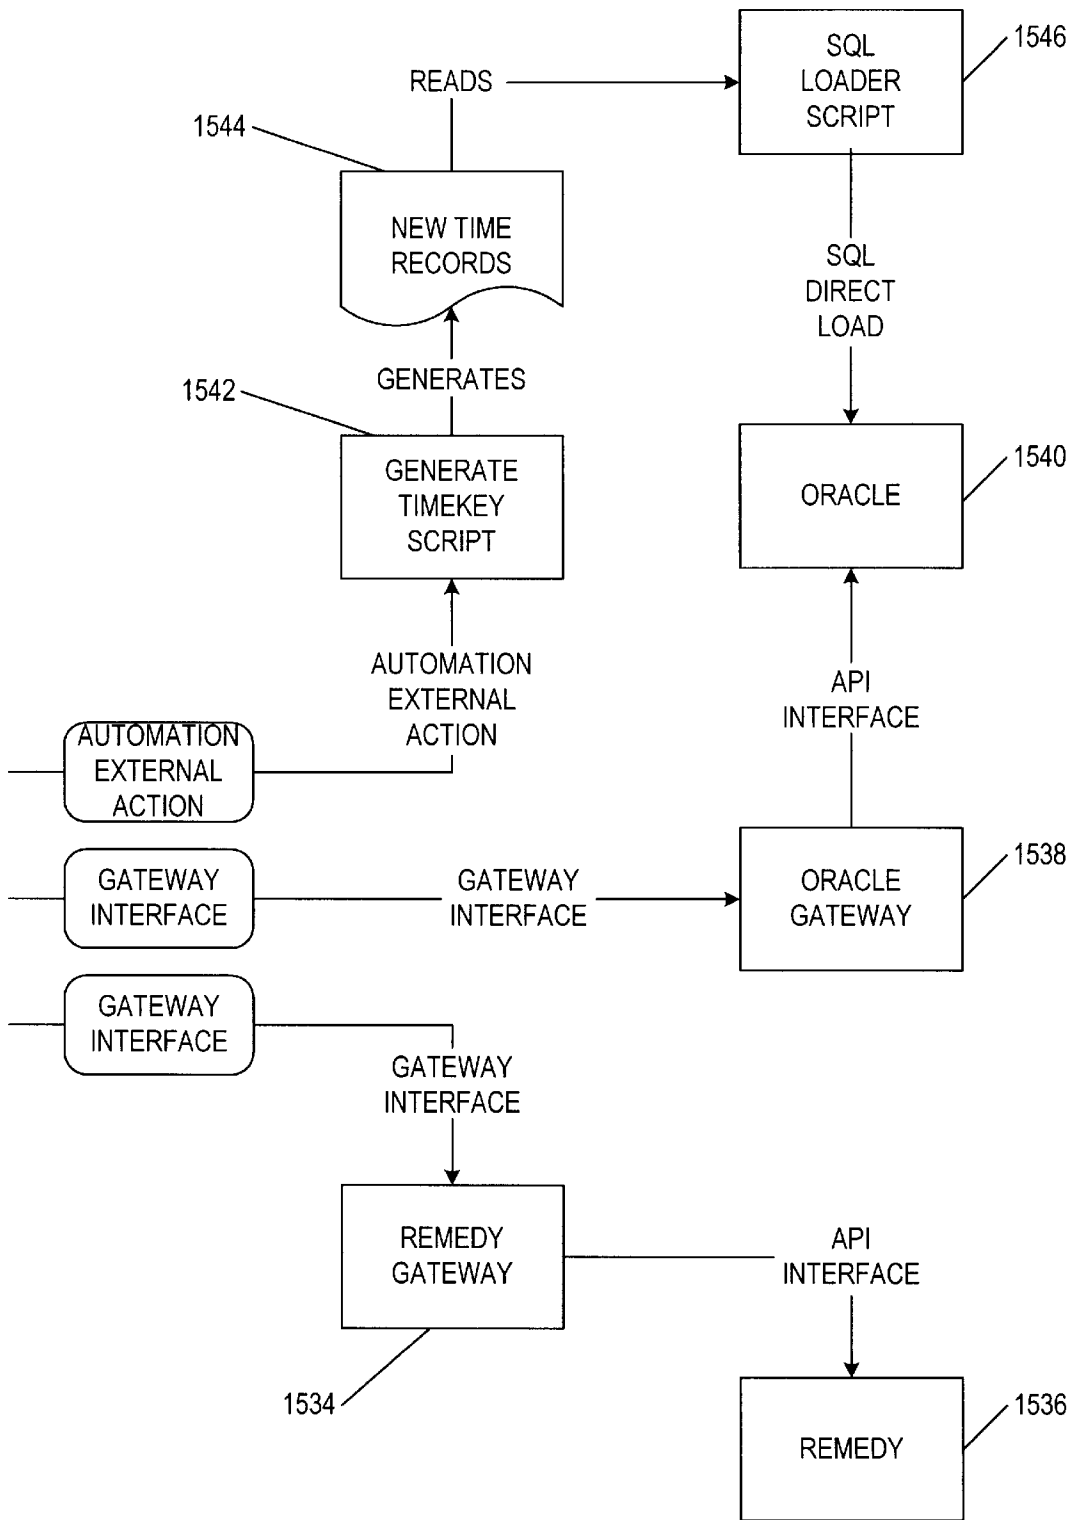 1546
SQL
LOADER
SCRIPT
READS
1544
NEW TIME
RECORDS
SQL
DIRECT
LOAD
GENERATES
1542
GENERATE
TIMEKEY
SCRIPT
1540
ORACLE
AUTOMATION
EXTERNAL
ACTION
API
INTERFACE
AUTOMATION
EXTERNAL
ACTION
GATEWAY
INTERFACE
GATEWAY
INTERFACE
ORACLE
GATEWAY
1538
GATEWAY
INTERFACE
GATEWAY
INTERFACE
REMEDY
GATEWAY
API
INTERFACE
1534
1536
REMEDY